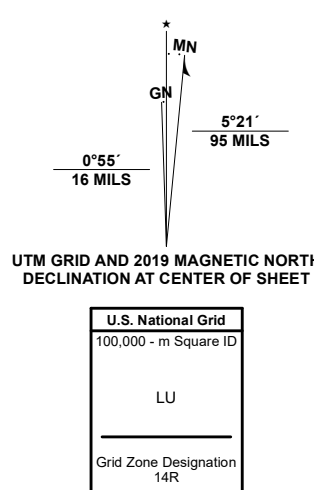 MN
GN
5°21´
95 MILS
0°55´
16 MILS
UTM GRID AND 2019 MAGNETIC NORTH
DECLINATION AT CENTER OF SHEET
U.S. National Grid
100,000 - m Square ID
LU
Grid Zone Designation
14R